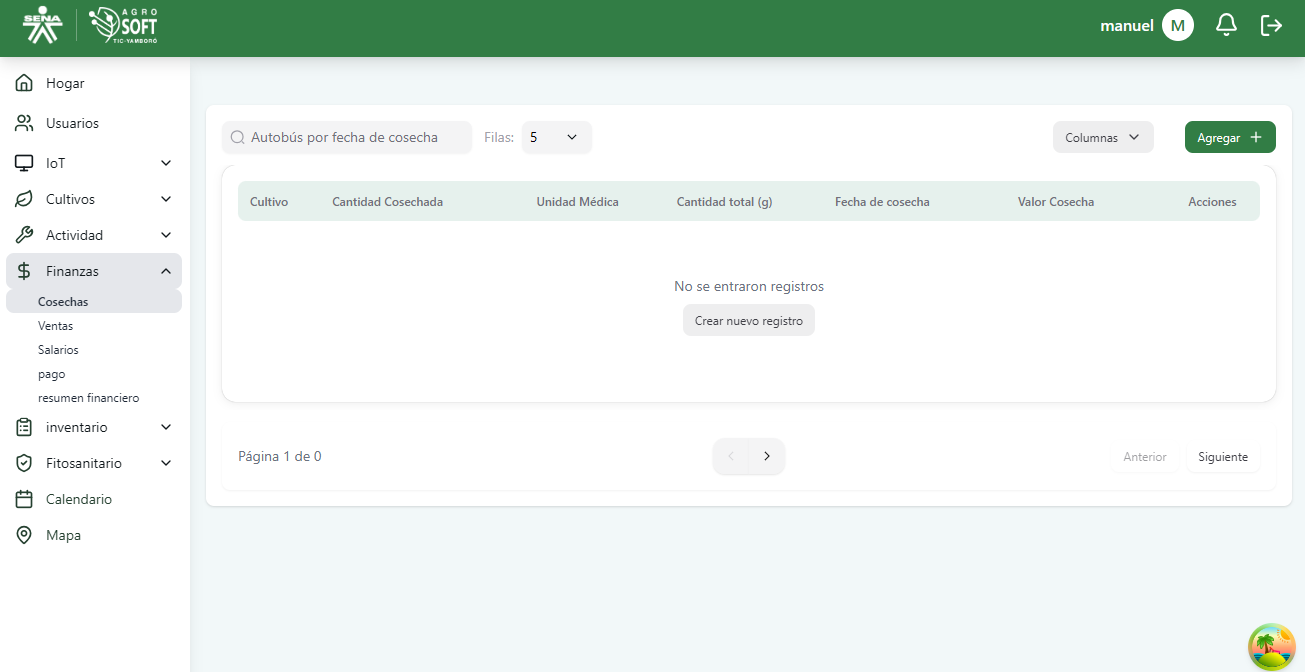 SENA
AGRO
SOFT
TIC-YAMBORÓ
manuel M
Hogar
Usuarios
IoT
Cultivos
Actividad
Finanzas
Cosechas
Ventas
Salarios
pago
resumen financiero
inventario
Fitosanitario
Calendario
Mapa
Autobús por fecha de cosecha
Filas: 5
Columnas
Agregar
Cultivo Cantidad Cosechada Unidad Médica Cantidad total (g) Fecha de cosecha Valor Cosecha Acciones
No se entraron registros
Crear nuevo registro
Página 1 de 0
Anterior Siguiente